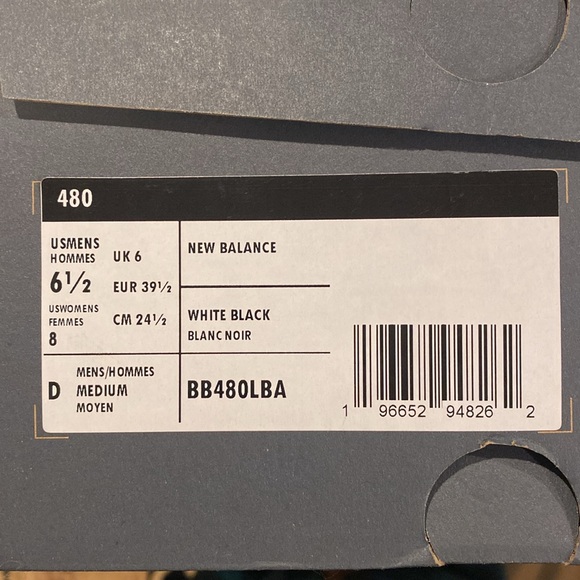 480
USMENS
HOMMES
6½
UK 6
EUR 39½
CM 24½
USWOMENS
FEMMES
8
NEW BALANCE
WHITE BLACK
BLANC NOIR
D
MENS/HOMMES
MEDIUM
MOYEN
BB480LBA
1 96652 94826 2